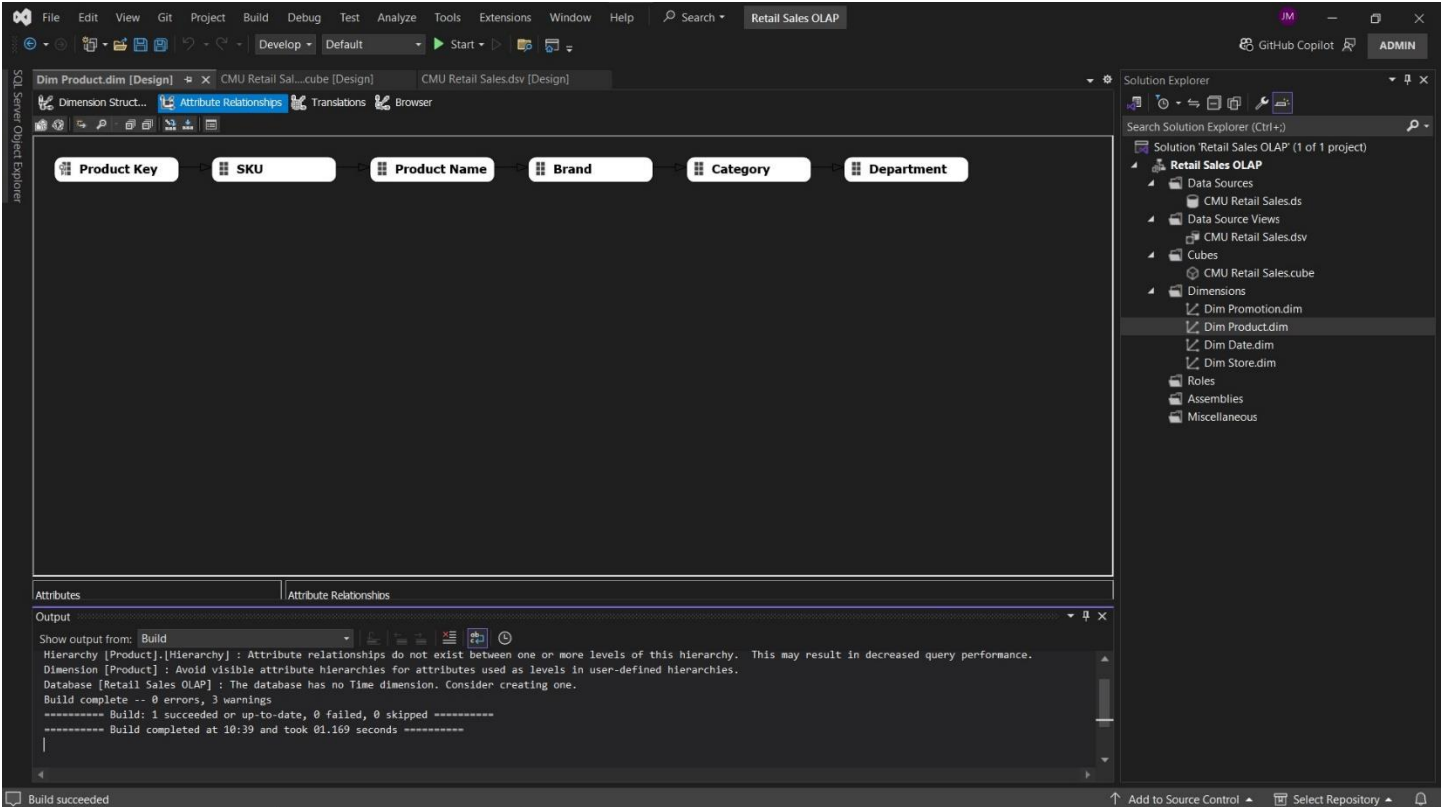 File Edit View Git Project Build Debug Test Analyze Tools Extensions Window Help Search Retail Sales OLAP JM
Develop Default Start GitHub Copilot ADMIN
SQL Server Object Explorer
Dim Product.dim [Design] CMU Retail Sal....cube [Design] CMU Retail Sales.dsv [Design]
Dimension Struct... Attribute Relationships Translations Browser
Product Key SKU Product Name Brand Category Department
Attributes Attribute Relationships
Output
Show output from: Build
Hierarchy [Product].[Hierarchy] : Attribute relationships do not exist between one or more levels of this hierarchy. This may result in decreased query performance.
Dimension [Product] : Avoid visible attribute hierarchies for attributes used as levels in user-defined hierarchies.
Database [Retail Sales OLAP] : The database has no Time dimension. Consider creating one.
Build complete -- 0 errors, 3 warnings
========== Build: 1 succeeded or up-to-date, 0 failed, 0 skipped ==========
========== Build completed at 10:39 and took 01.169 seconds ==========
Solution Explorer
Search Solution Explorer (Ctrl+;)
Solution 'Retail Sales OLAP' (1 of 1 project)
Retail Sales OLAP
Data Sources
CMU Retail Sales.ds
Data Source Views
CMU Retail Sales.dsv
Cubes
CMU Retail Sales.cube
Dimensions
Dim Promotion.dim
Dim Product.dim
Dim Date.dim
Dim Store.dim
Roles
Assemblies
Miscellaneous
Build succeeded Add to Source Control Select Repository